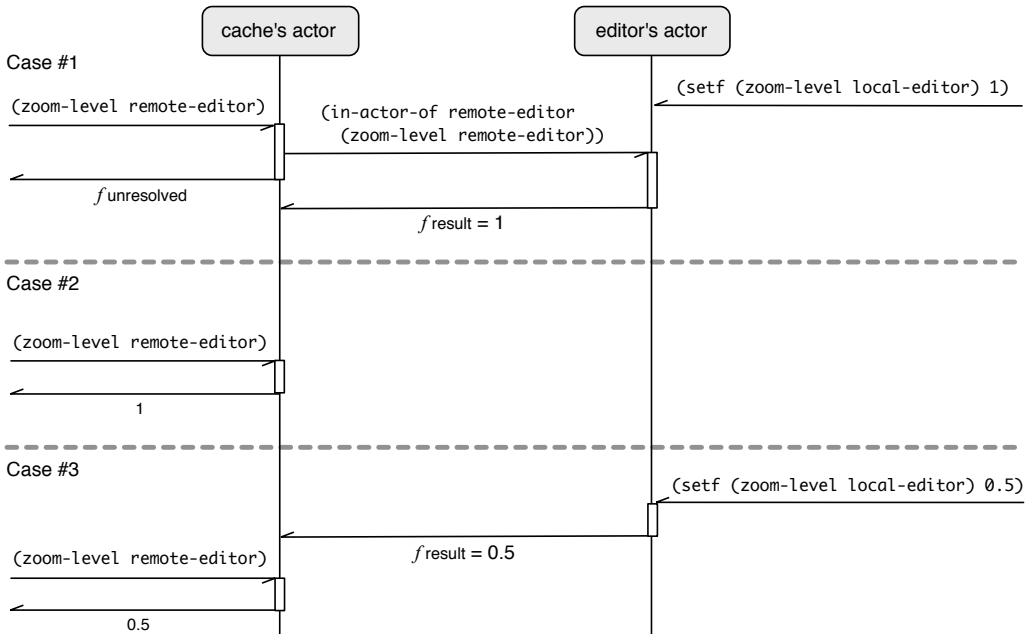 cache's actor
editor's actor
Case #1
(setf (zoom-level local-editor) 1)
(zoom-level remote-editor)
(in-actor-of remote-editor
(zoom-level remote-editor))
f unresolved
f result = 1
Case #2
(zoom-level remote-editor)
1
Case #3
(setf (zoom-level local-editor) 0.5)
f result = 0.5
(zoom-level remote-editor)
0.5